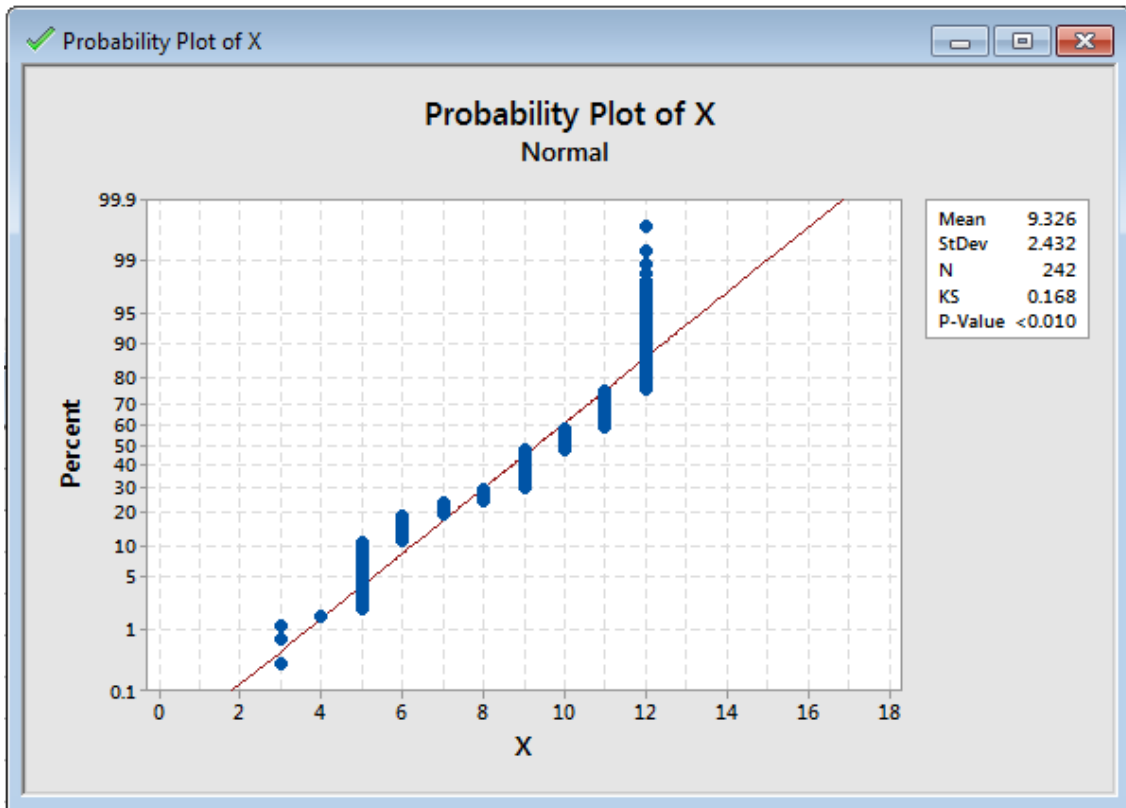 Probability Plot of X
Probability Plot of X
Normal
99.9
99
95
90
80
70
60
50
40
30
20
10
5
1
0.1
Percent
0 2 4 6 8 10 12 14 16 18
X
Mean 9.326
StDev 2.432
N 242
KS 0.168
P-Value <0.010